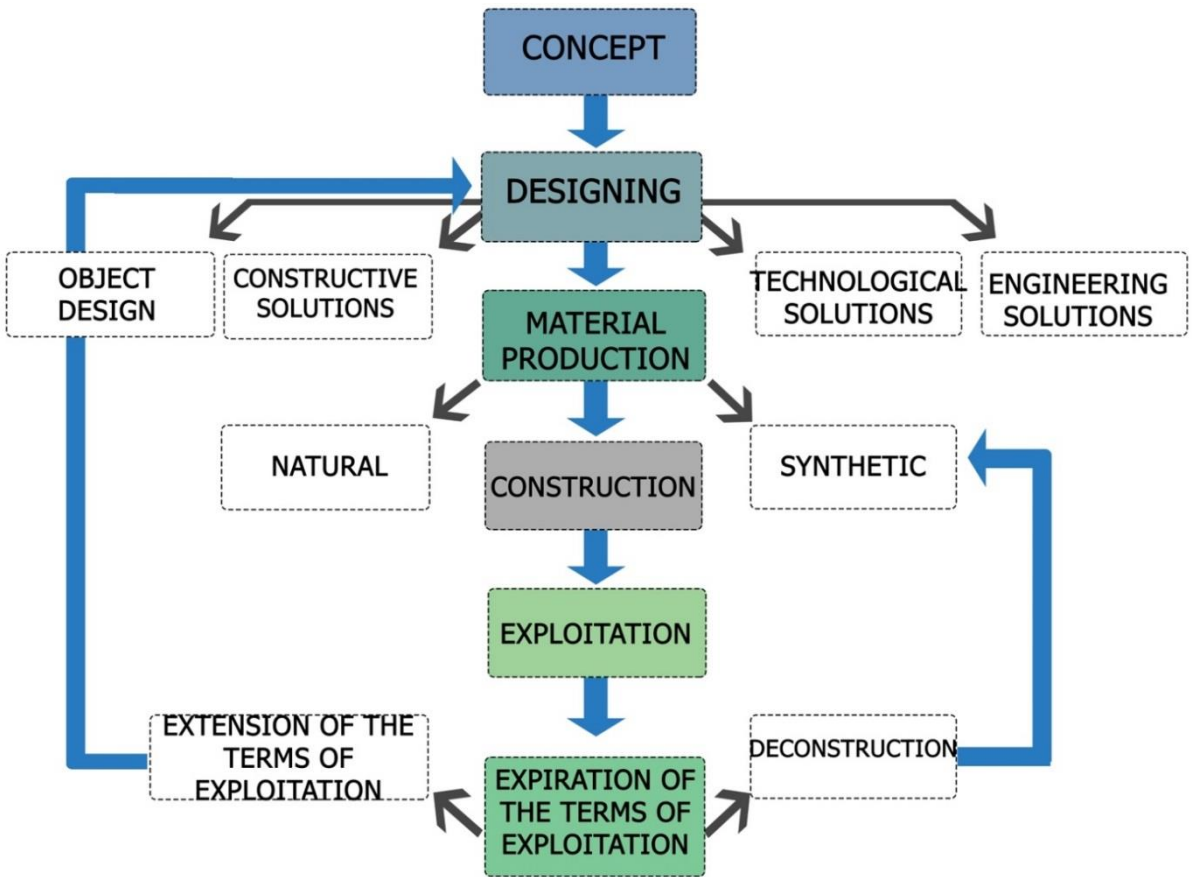 CONCEPT
DESIGNING
OBJECT
DESIGN
CONSTRUCTIVE
SOLUTIONS
TECHNOLOGICAL
SOLUTIONS
ENGINEERING
SOLUTIONS
MATERIAL
PRODUCTION
NATURAL
CONSTRUCTION
SYNTHETIC
EXPLOITATION
EXTENSION OF THE
TERMS OF
EXPLOITATION
EXPIRATION OF
THE TERMS OF
EXPLOITATION
DECONSTRUCTION